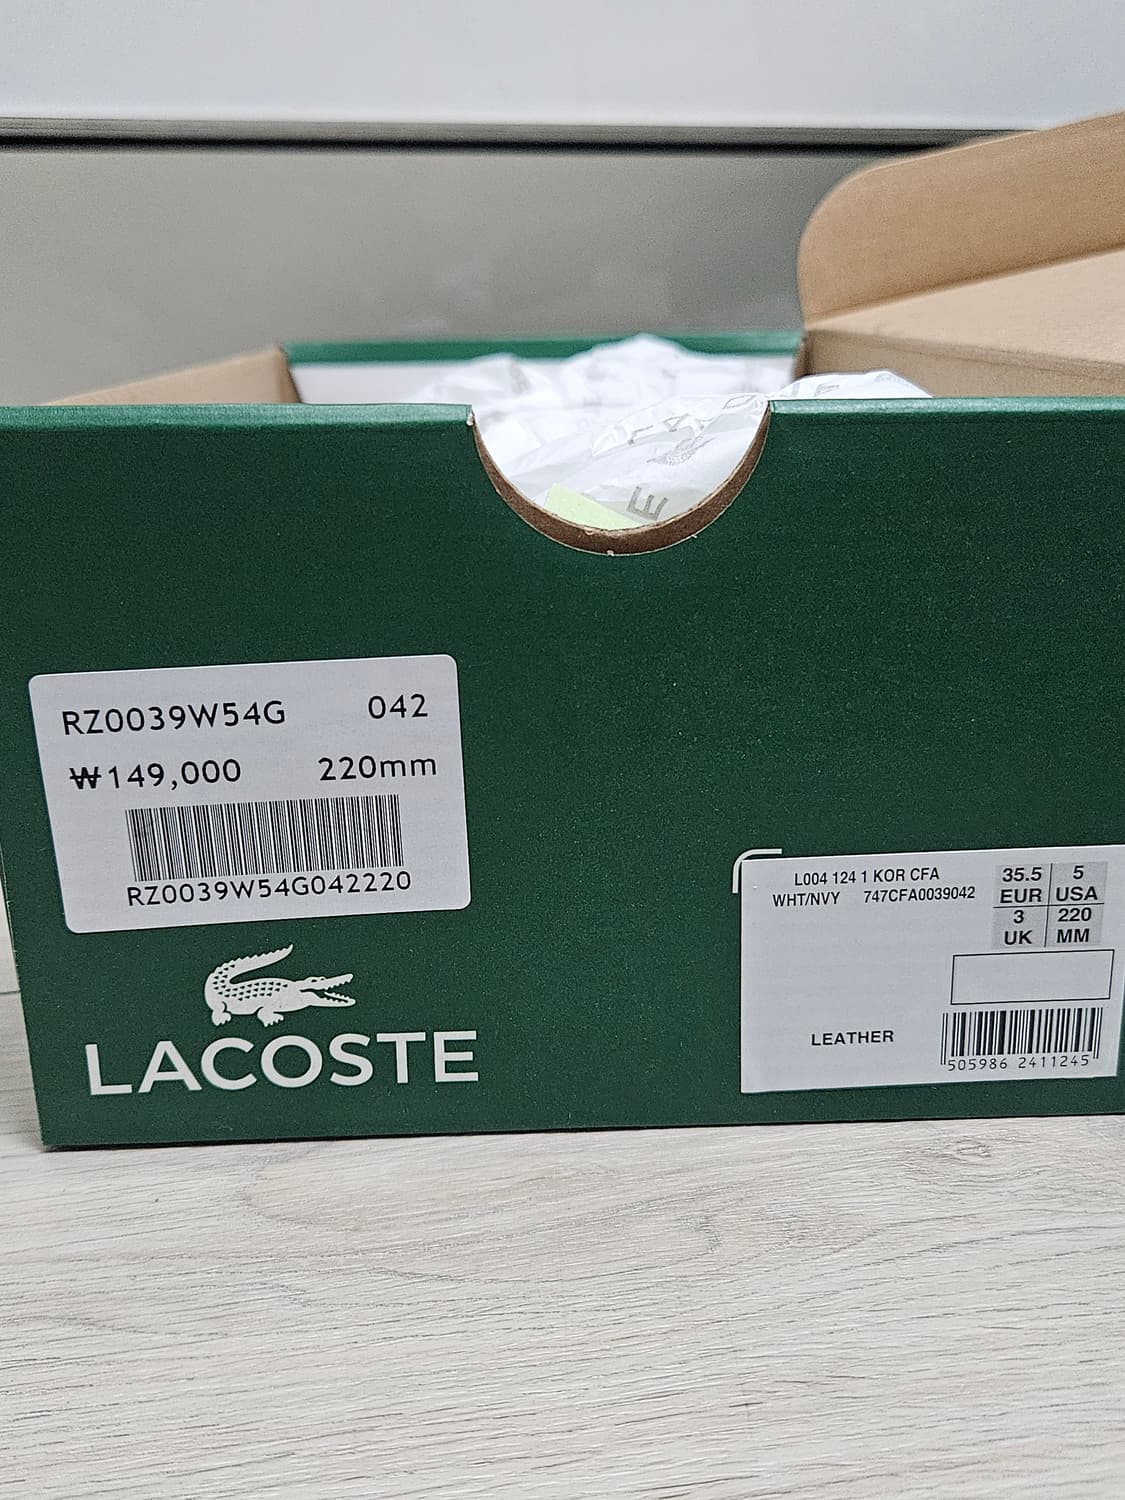 E
RZ0039W54G 042
₩149,000 220mm
RZ0039W54G042220
LACOSTE
L004 124 1 KOR CFA
WHT/NVY 747CFA0039042
35.5 5
EUR USA
3 220
UK MM
LEATHER
505986 2411245